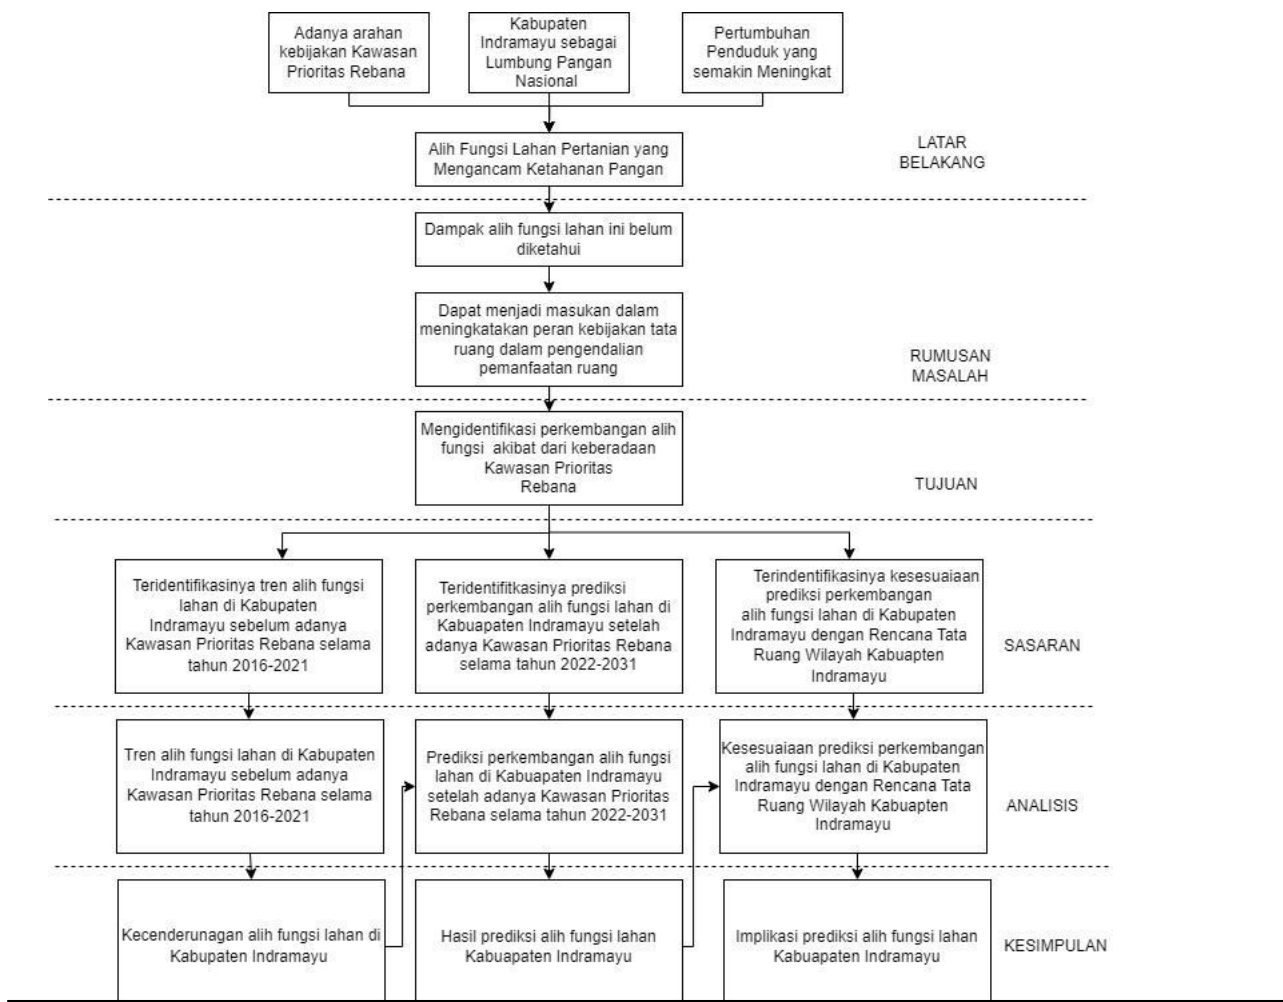 Adanya arahan
kebijakan Kawasan
Prioritas Rebana
Kabupaten
Indramayu sebagai
Lumbung Pangan
Nasional
Pertumbuhan
Penduduk yang
semakin Meningkat
Alih Fungsi Lahan Pertanian yang
Mengancam Ketahanan Pangan
LATAR
BELAKANG
Dampak alih fungsi lahan ini belum
diketahui
Dapat menjadi masukan dalam
meningkatakan peran kebijakan tata
ruang dalam pengendalian
pemanfaatan ruang
RUMUSAN
MASALAH
Mengidentifikasi perkembangan alih
fungsi akibat dari keberadaan
Kawasan Prioritas
Rebana
TUJUAN
Teridentifikasinya tren alih fungsi
lahan di Kabupaten
Indramayu sebelum adanya
Kawasan Prioritas Rebana selama
tahun 2016-2021
Teridentifitkasinya prediksi
perkembangan alih fungsi lahan di
Kabuapaten Indramayu setelah
adanya Kawasan Prioritas Rebana
selama tahun 2022-2031
Terindentifikasinya kesesuaiaan
prediksi perkembangan
alih fungsi lahan di Kabupaten
Indramayu dengan Rencana Tata
Ruang Wilayah Kabuapten
Indramayu
SASARAN
Tren alih fungsi lahan di Kabupaten
Indramayu sebelum adanya
Kawasan Prioritas Rebana selama
tahun 2016-2021
Prediksi perkembangan alih fungsi
lahan di Kabuapaten Indramayu
setelah adanya Kawasan Prioritas
Rebana selama tahun 2022-2031
Kesesuaiaan prediksi perkembangan
alih fungsi lahan di Kabupaten
Indramayu dengan Rencana Tata
Ruang Wilayah Kabuapten
Indramayu
ANALISIS
Kecenderunagan alih fungsi lahan di
Kabupaten Indramayu
Hasil prediksi alih fungsi lahan
Kabuapaten Indramayu
Implikasi prediksi alih fungsi lahan
Kabuapaten Indramayu
KESIMPULAN